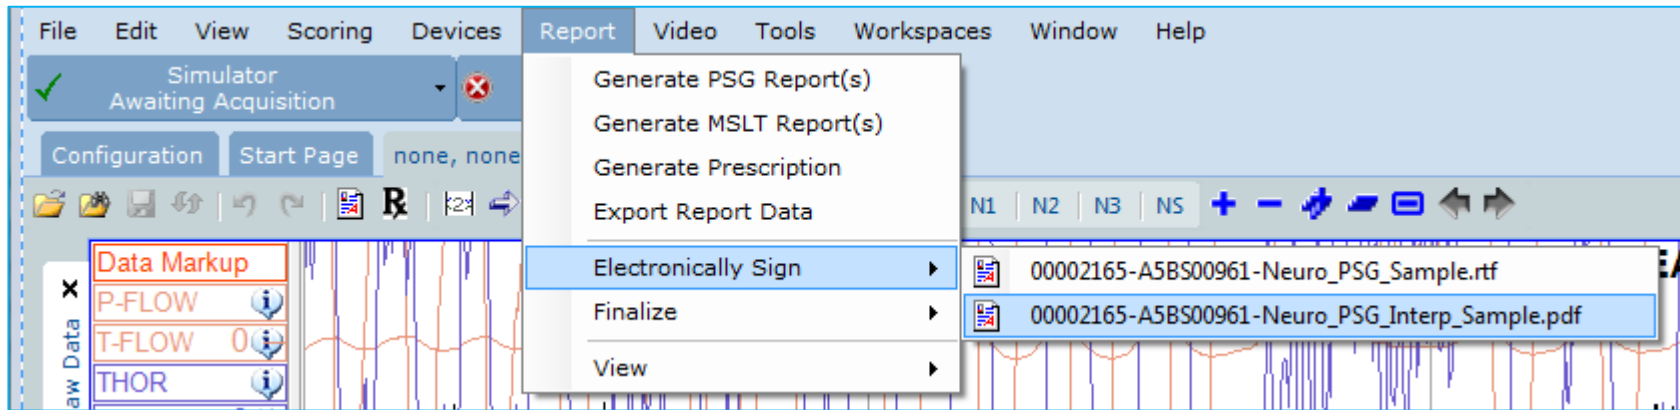 File Edit View Scoring Devices Report Video Tools Workspaces Window Help
Simulator
Awaiting Acquisition
Generate PSG Report(s)
Generate MSLT Report(s)
Generate Prescription
Export Report Data
Electronically Sign
Finalize
View
Configuration Start Page none, none
N1 N2 N3 NS
00002165-A5BS00961-Neuro_PSG_Sample.rtf
00002165-A5BS00961-Neuro_PSG_Interp_Sample.pdf
Data Markup
P-FLOW
T-FLOW 0
THOR
aw Data